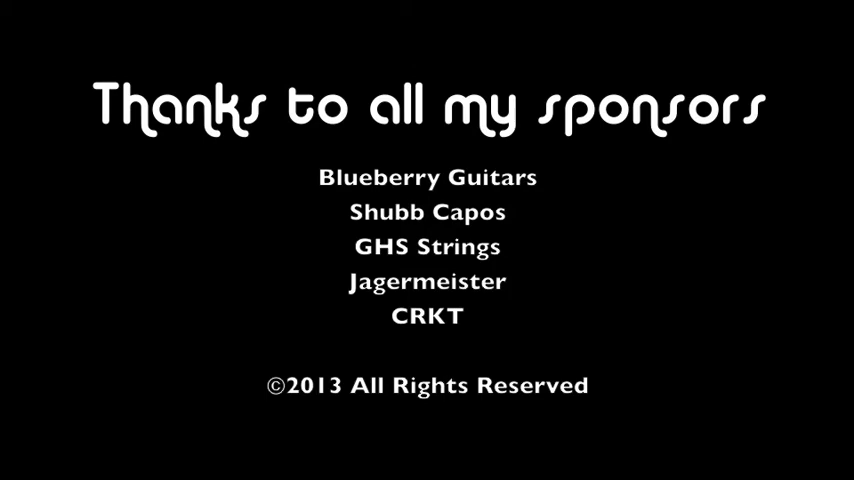 Thanks to all my sponsors
Blueberry Guitars
Shubb Capos
GHS Strings
Jagermeister
CRKT
©2013 All Rights Reserved